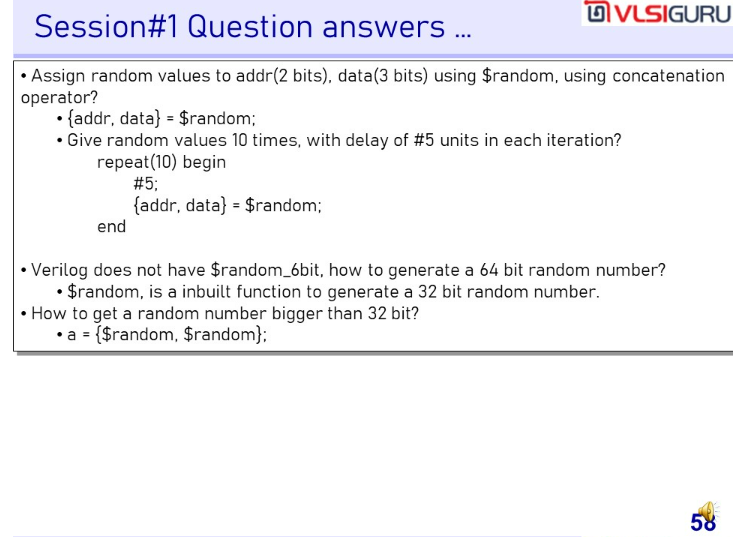 Session#1 Question answers ...
VLSIGURU
• Assign random values to addr(2 bits), data(3 bits) using $random, using concatenation
operator?
• {addr, data} = $random;
• Give random values 10 times, with delay of #5 units in each iteration?
repeat(10) begin
#5;
{addr, data} = $random;
end
• Verilog does not have $random_6bit, how to generate a 64 bit random number?
• $random, is a inbuilt function to generate a 32 bit random number.
• How to get a random number bigger than 32 bit?
• a = {$random, $random};
58